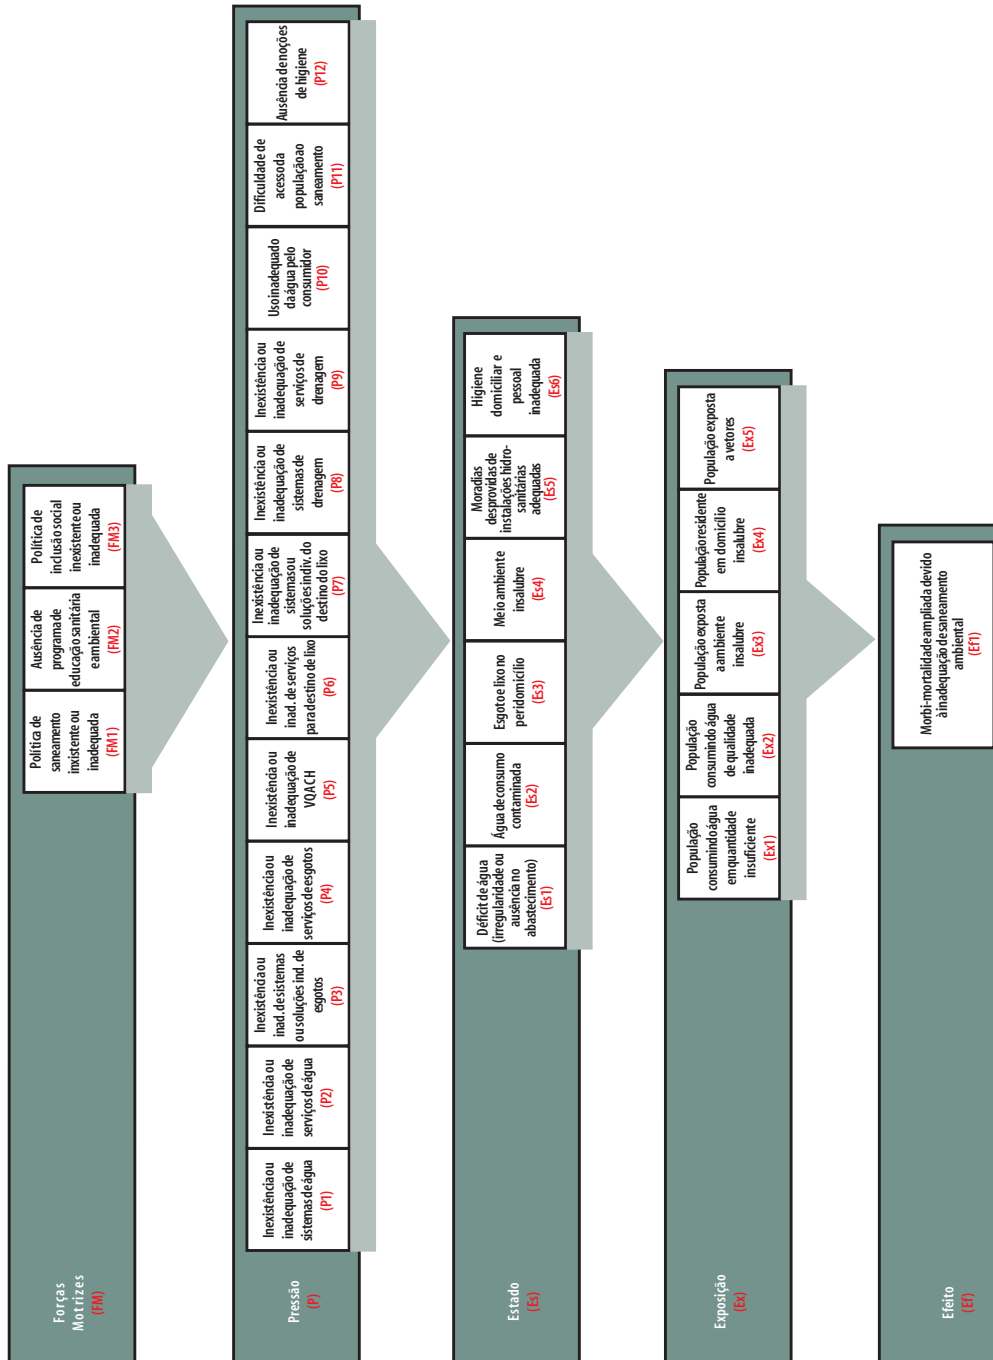 Forças
Motrizes
(FM)
Política de
saneamento
inxistente ou
inadequada
(FM1)
Ausência de
programa de
educação sanitária
e ambiental
(FM2)
Política de
inclusão social
inexistente ou
inadequada
(FM3)
Pressão
(P)
Inexistência ou
inadequação de
sistemas de água
(P1)
Inexistência ou
inadequação de
serviços de água
(P2)
Inexistência ou
inad. de sistemas
ou soluções ind. de
esgotos
(P3)
Inexistência ou
inadequação de
serviços de esgotos
(P4)
Inexistência ou
inadequação de
VQACH
(P5)
Inexistência ou
inad. de serviços
para destino de lixo
(P6)
Inexistência ou
inadequação de
sistemas ou
soluções indiv. do
destino do lixo
(P7)
Inexistência ou
inadequação de
sistemas de
drenagem
(P8)
Inexistência ou
inadequação de
serviços de
drenagem
(P9)
Uso inadequado
da água pelo
consumidor
(P10)
Dificuldade de
acesso da
população ao
saneamento
(P11)
Ausência de noções
de higiene
(P12)
Estado
(Es)
Déficit de água
(irregularidade ou
ausência no
abastecimento)
(Es1)
Água de consumo
contaminada
(Es2)
Esgoto e lixo no
peridomicílio
(Es3)
Meio ambiente
insalubre
(Es4)
Moradias
desprovidas de
instalações hidro-
sanitárias
adequadas
(Es5)
Higiene
domiciliar e
pessoal
inadequada
(Es6)
Exposição
(Ex)
População
consumindo água
em quantidade
insuficiente
(Ex1)
População
consumindo água
de qualidade
inadequada
(Ex2)
População exposta
a ambiente
insalubre
(Ex3)
População residente
em domicílio
insalubre
(Ex4)
População exposta
a vetores
(Ex5)
Efeito
(Ef)
Morbi-mortalidade ampliada devido
à inadequação de saneamento
ambiental
(Ef1)